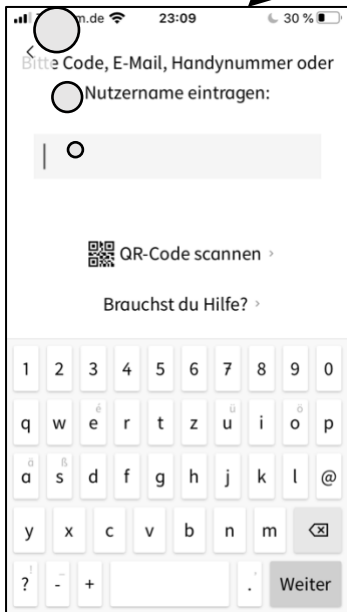 23:09
30 %
Bitte Code, E-Mail, Handynummer oder
Nutzername eintragen:
QR-Code scannen >
Brauchst du Hilfe? >
1 2 3 4 5 6 7 8 9 0
é ü ö
q w e r t z u i o p
ä ß
a s d f g h j k l @
y x c v b n m
! '
? - + . Weiter